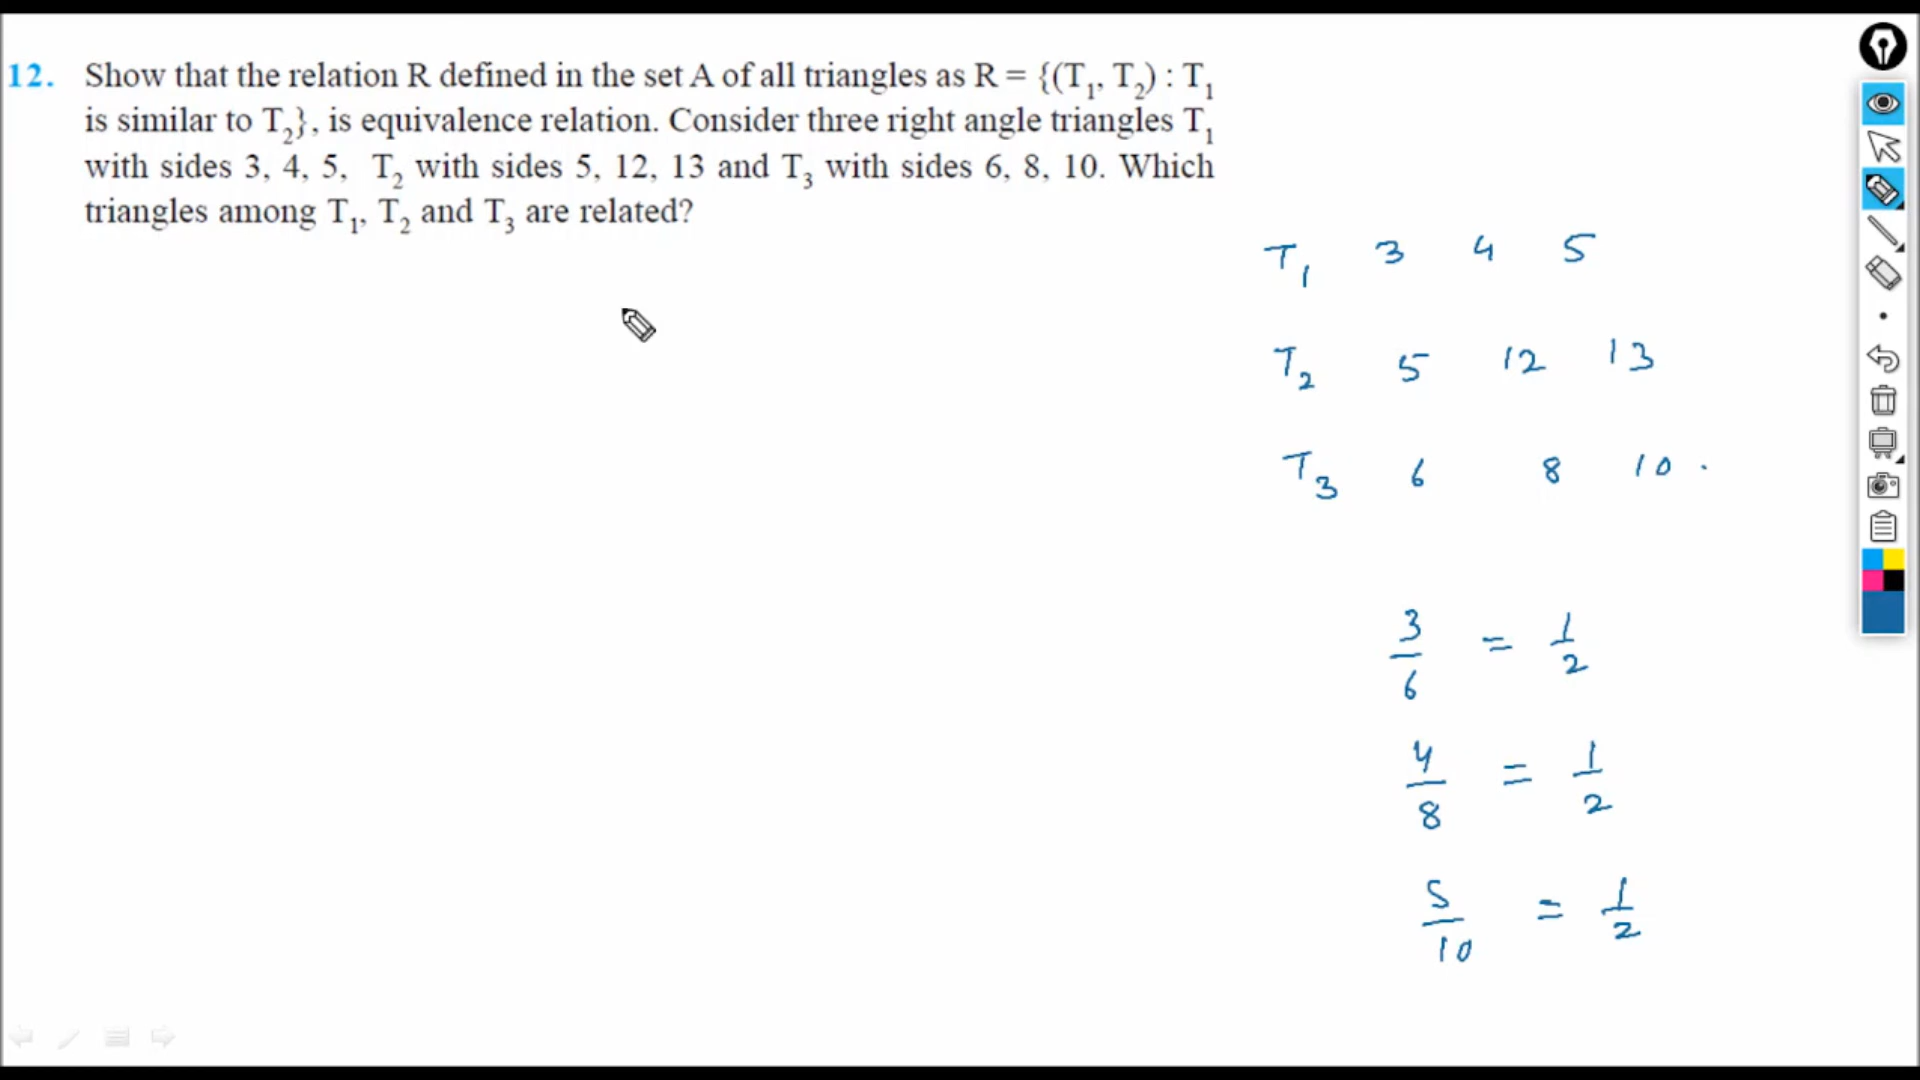 12. Show that the relation R defined in the set A of all triangles as R = {(T₁, T₂) : T₁
is similar to T₂}, is equivalence relation. Consider three right angle triangles T₁
with sides 3, 4, 5, T₂ with sides 5, 12, 13 and T₃ with sides 6, 8, 10. Which
triangles among T₁, T₂ and T₃ are related?
T₁ 3 4 5
T₂ 5 12 13
T₃ 6 8 10 .
3/6 = 1/2
4/8 = 1/2
5/10 = 1/2